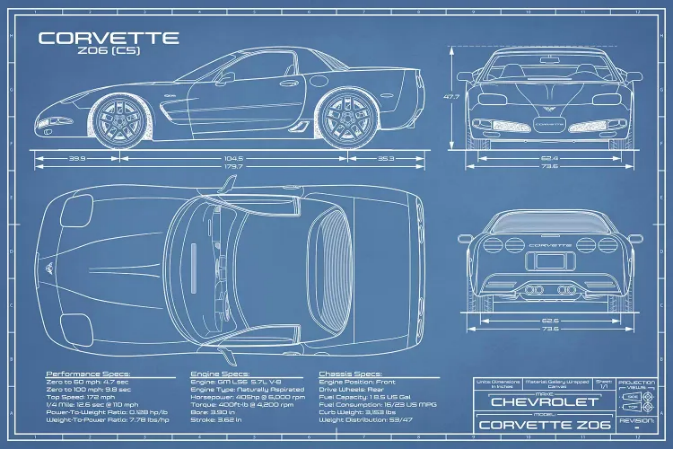 CORVETTE
Z06 (C5)
47.7
39.9
104.5
35.3
179.7
62.4
73.6
CORVETTE
62.6
73.6
Performance Specs:
Zero to 60 mph: 4.7 sec
Zero to 100 mph: 9.8 sec
Top Speed: 172 mph
1/4 Mile: 12.6 sec @ 110 mph
Power-To-Weight Ratio: 0.128 hp/lb
Weight-To-Power Ratio: 7.78 lbs/hp
Engine Specs:
Engine: GM LS6 5.7L V-8
Engine Type: Naturally Aspirated
Horsepower: 405hp @ 6,000 rpm
Torque: 400ft-lb @ 4,200 rpm
Bore: 3.90 in
Stroke: 3.62 in
Chassis Specs:
Engine Position: Front
Drive Wheels: Rear
Fuel Capacity: 18.5 US Gal
Fuel Consumption: 16/23 US MPG
Curb Weight: 3,153 lbs
Weight Distribution: 53/47
Units: Dimensions in Inches
Material: Gallery Wrapped Canvas
Sheet: 1/1
PROJECTION VIEWS:
MAKE:
CHEVROLET
MODEL:
CORVETTE Z06
REVISION: